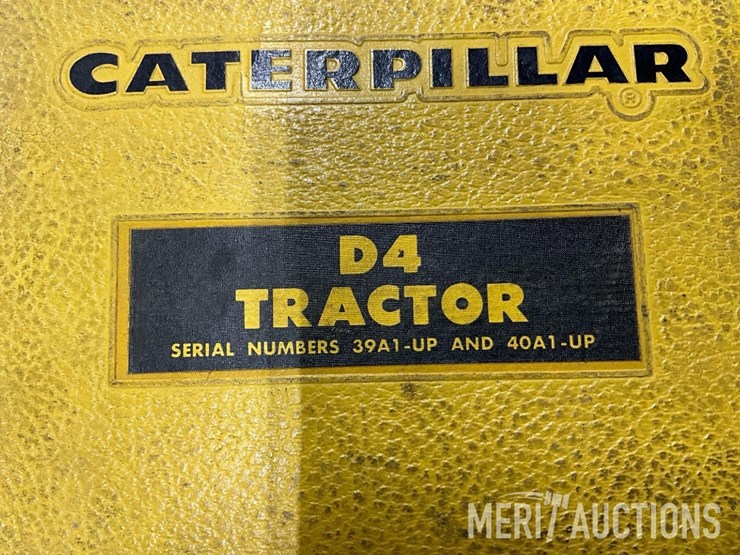 CATERPILLAR®
D4
TRACTOR
SERIAL NUMBERS 39A1-UP AND 40A1-UP
MERIT AUCTIONS